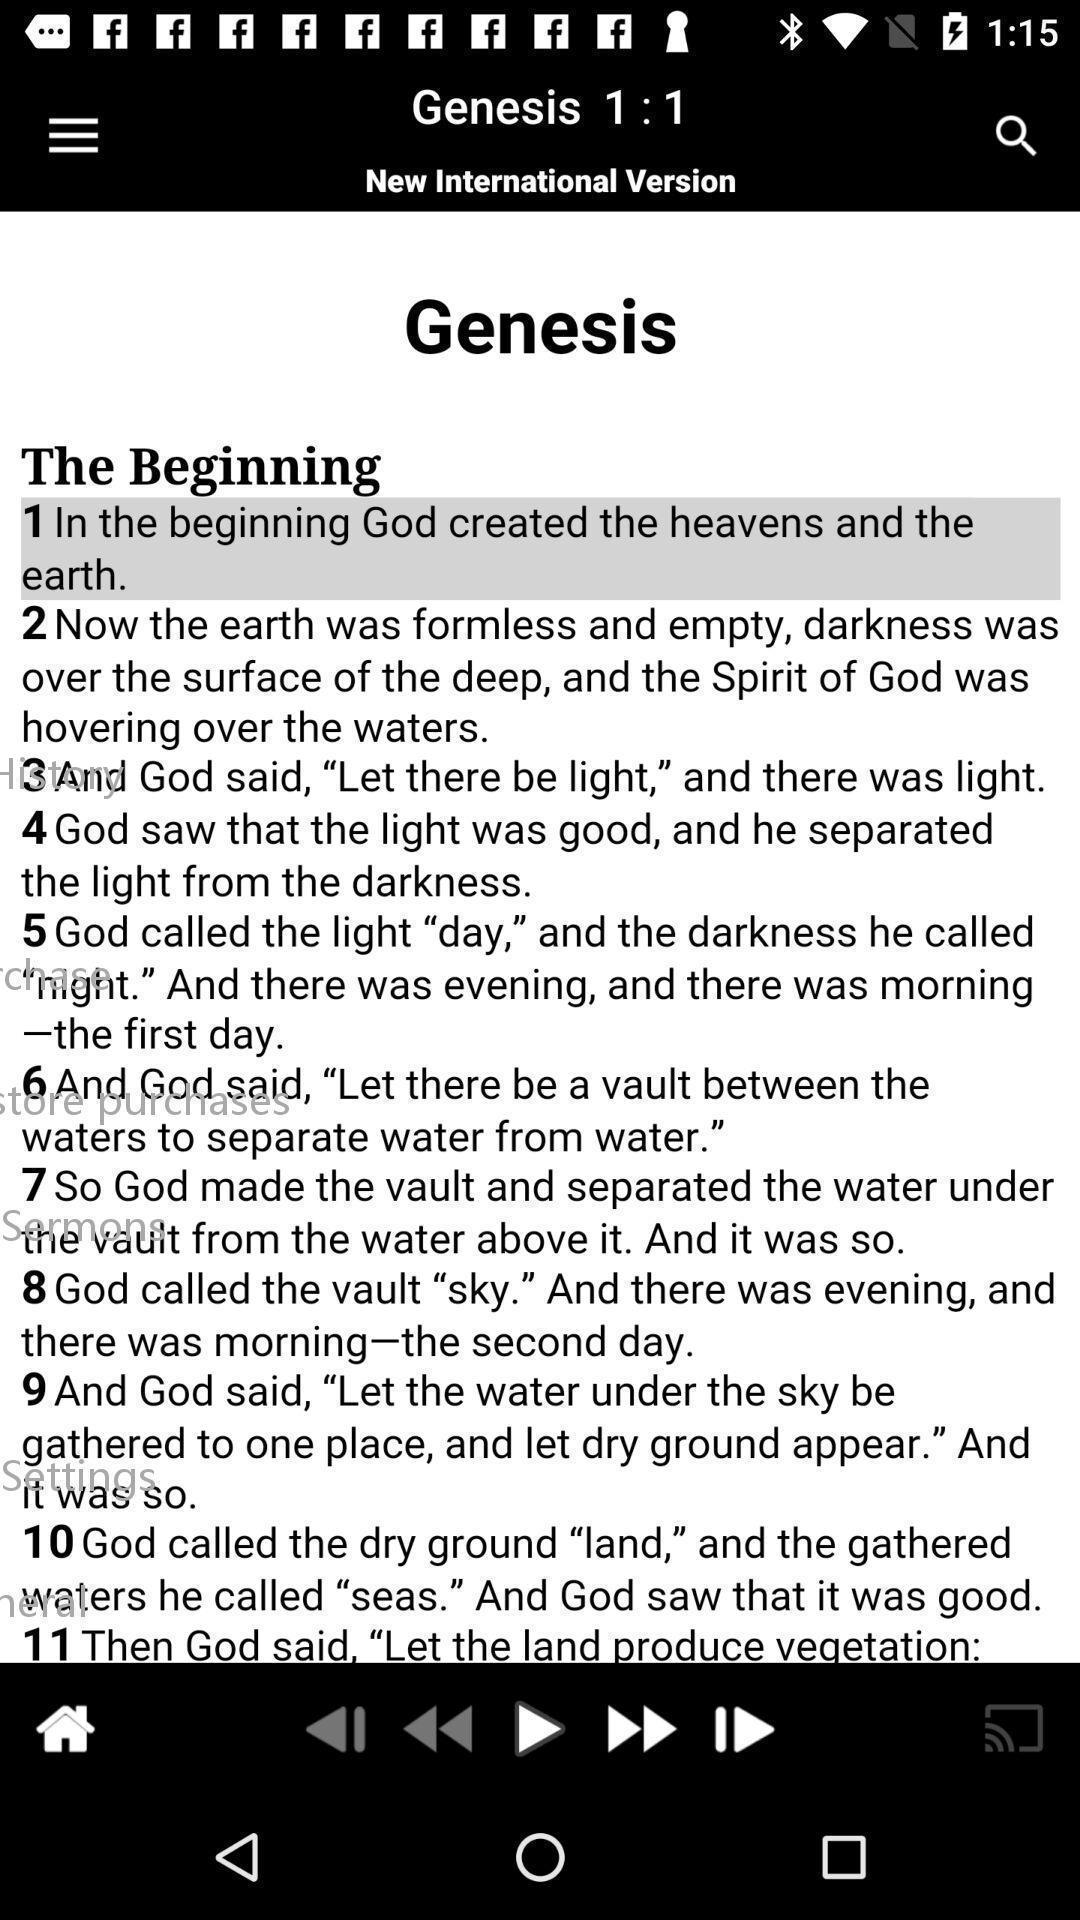 1:15
Genesis 1 : 1
New International Version
Genesis
The Beginning
1 In the beginning God created the heavens and the
earth.
2 Now the earth was formless and empty, darkness was
over the surface of the deep, and the Spirit of God was
hovering over the waters.
History
3 And God said, “Let there be light,” and there was light.
4 God saw that the light was good, and he separated
the light from the darkness.
5 God called the light “day,” and the darkness he called
rchase
“night.” And there was evening, and there was morning
—the first day.
6 And God said, “Let there be a vault between the
store purchases
waters to separate water from water.”
7 So God made the vault and separated the water under
Sermons
the vault from the water above it. And it was so.
8 God called the vault “sky.” And there was evening, and
there was morning—the second day.
9 And God said, “Let the water under the sky be
gathered to one place, and let dry ground appear.” And
Settings
it was so.
10 God called the dry ground “land,” and the gathered
neral
waters he called “seas.” And God saw that it was good.
11 Then God said, “Let the land produce vegetation: